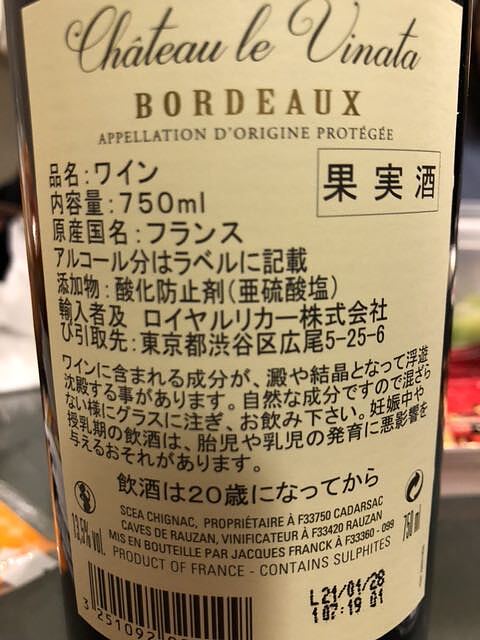 Château le Vinata
BORDEAUX
APPELLATION D'ORIGINE PROTÉGÉE
果実酒
品名:ワイン
内容量:750ml
原産国名:フランス
アルコール分はラベルに記載
添加物:酸化防止剤(亜硫酸塩)
輸入者及 ロイヤルリカー株式会社
び引取先:東京都渋谷区広尾5-25-6
ワインに含まれる成分が、澱や結晶となって浮遊
沈殿する事があります。自然な成分ですので混ざら
ない様にグラスに注ぎ、お飲み下さい。妊娠中や
授乳期の飲酒は、胎児や乳児の発育に悪影響を
与えるおそれがあります。
飲酒は20歳になってから
SCEA CHIGNAC, PROPRIÉTAIRE À F33750 CADARSAC
CAVES DE RAUZAN, VINIFICATEUR À F33420 RAUZAN
MIS EN BOUTEILLE PAR JACQUES FRANCK À F33360 - 099
PRODUCT OF FRANCE - CONTAINS SULPHITES
13,5% vol.
750 ml
L21/01/28
107:19 01
3 251092